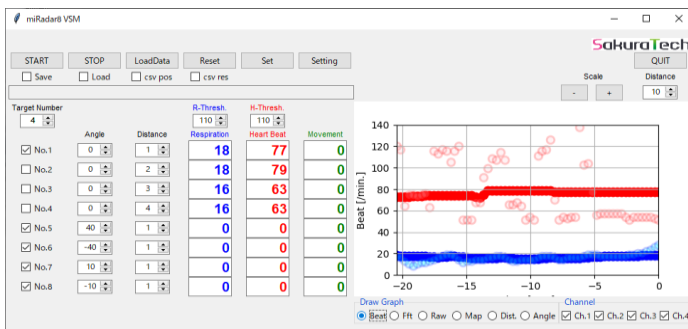 miRadar8 VSM
SakuraTech
START STOP LoadData Reset Set Setting QUIT
Save Load csv pos csv res Scale Distance
- + 10
Target Number R-Thresh. H-Thresh.
4 110 110
Angle Distance Respiration Heart Beat Movement
No.1 0 1 18 77 0
No.2 0 2 18 79 0
No.3 0 3 16 63 0
No.4 0 4 16 63 0
No.5 40 1 0 0 0
No.6 -40 1 0 0 0
No.7 10 1 0 0 0
No.8 -10 1 0 0 0
Beat [/min.]
140
120
100
80
60
40
20
0
−20 −15 −10 −5 0
Draw Graph Channel
Beat Fft Raw Map Dist. Angle Ch.1 Ch.2 Ch.3 Ch.4